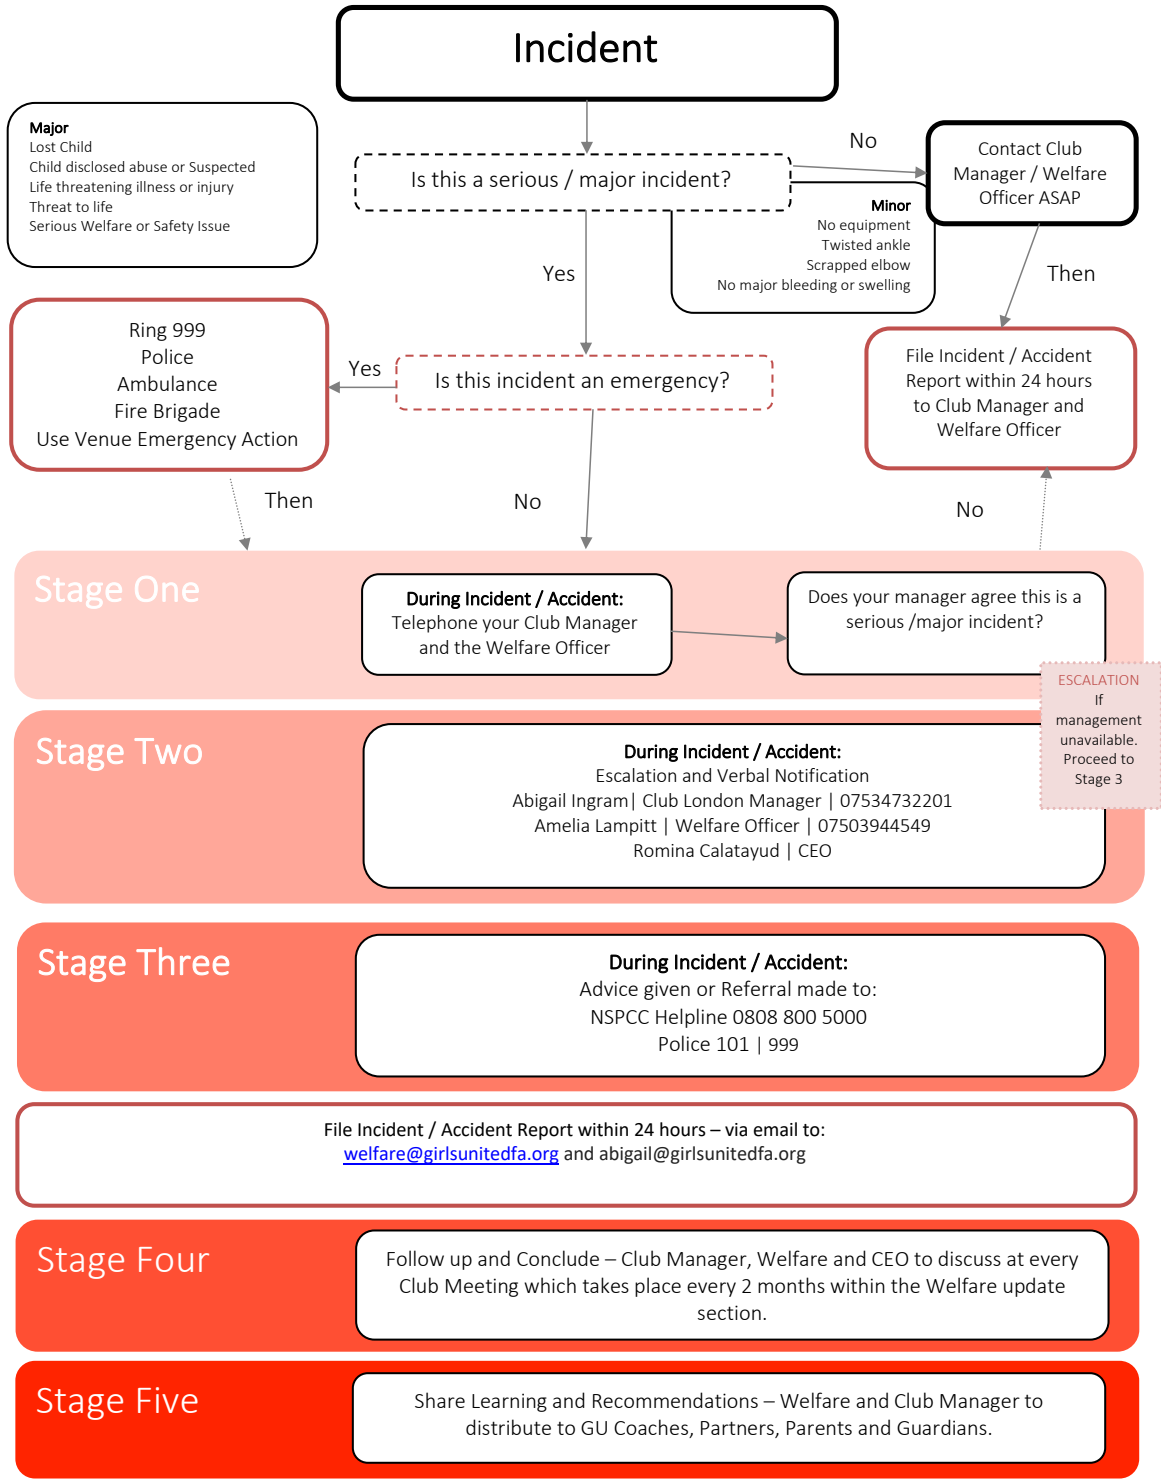 Incident
Major
Lost Child
Child disclosed abuse or Suspected
Life threatening illness or injury
Threat to life
Serious Welfare or Safety Issue
Is this a serious / major incident?
No
Contact Club
Manager / Welfare
Officer ASAP
Minor
No equipment
Twisted ankle
Scrapped elbow
No major bleeding or swelling
Yes
Then
Ring 999
Police
Ambulance
Fire Brigade
Use Venue Emergency Action
Yes
Is this incident an emergency?
File Incident / Accident
Report within 24 hours
to Club Manager and
Welfare Officer
Then
No
No
Stage One
During Incident / Accident:
Telephone your Club Manager
and the Welfare Officer
Does your manager agree this is a
serious /major incident?
ESCALATION
If
management
unavailable.
Proceed to
Stage 3
Stage Two
During Incident / Accident:
Escalation and Verbal Notification
Abigail Ingram| Club London Manager | 07534732201
Amelia Lampitt | Welfare Officer | 07503944549
Romina Calatayud | CEO
Stage Three
During Incident / Accident:
Advice given or Referral made to:
NSPCC Helpline 0808 800 5000
Police 101 | 999
File Incident / Accident Report within 24 hours – via email to:
welfare@girlsunitedfa.org and abigail@girlsunitedfa.org
Stage Four
Follow up and Conclude – Club Manager, Welfare and CEO to discuss at every
Club Meeting which takes place every 2 months within the Welfare update
section.
Stage Five
Share Learning and Recommendations – Welfare and Club Manager to
distribute to GU Coaches, Partners, Parents and Guardians.